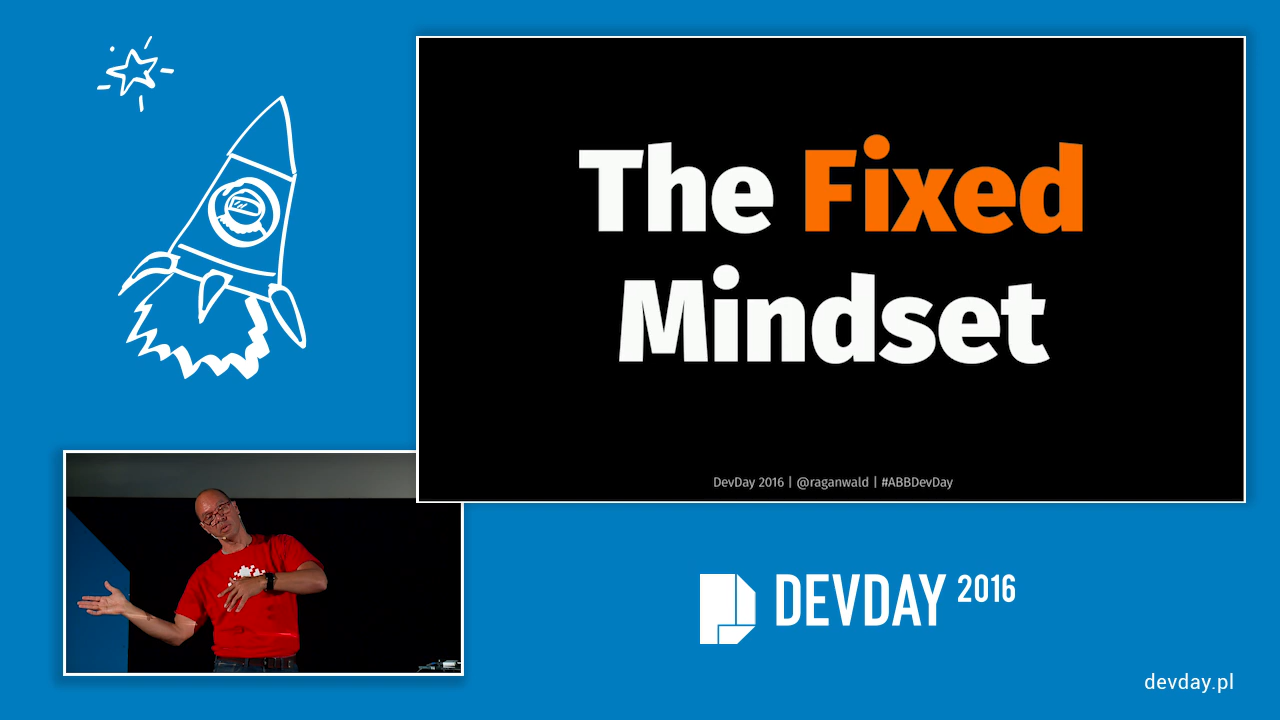 The Fixed
Mindset
DevDay 2016 | @raganwald | #ABBDevDay
DEVDAY 2016
devday.pl